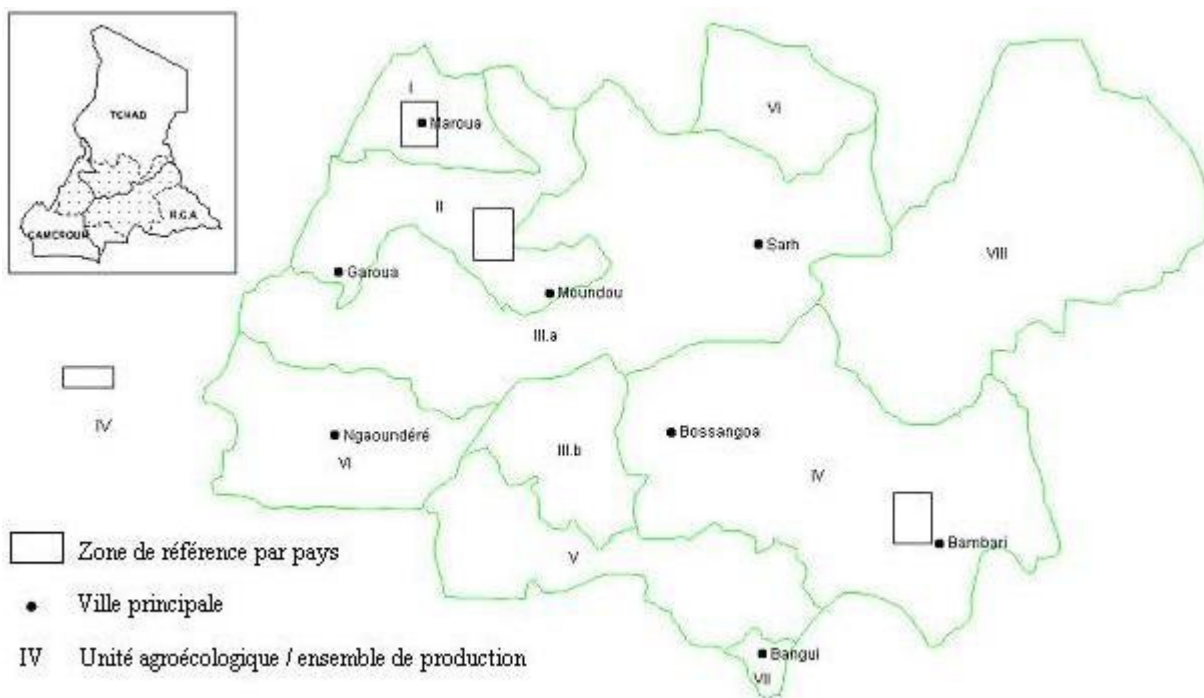 TCHAD
R.C.A.
CAMEROUN
I
Maroua
VI
II
Sarh
VIII
Garoua
Moundou
III.a
IV
Ngaoundéré
VI
Bossangoa
III.b
IV
Bambari
V
Bangui
VII
Zone de référence par pays
Ville principale
IV Unité agroécologique / ensemble de production